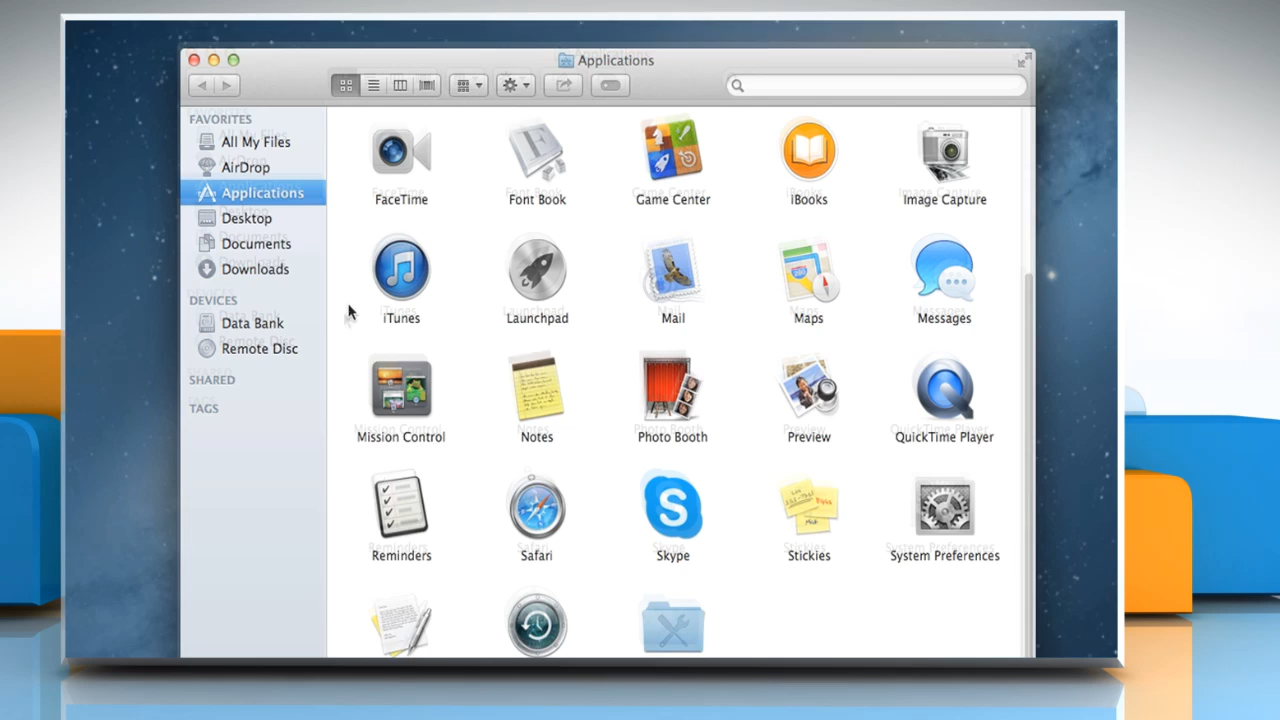 Applications
FAVORITES
All My Files
AirDrop
Applications
Desktop
Documents
Downloads
DEVICES
Data Bank
Remote Disc
SHARED
TAGS
FaceTime
Font Book
Game Center
iBooks
Image Capture
iTunes
Launchpad
Mail
Maps
Messages
Mission Control
Notes
Photo Booth
Preview
QuickTime Player
Reminders
Safari
Skype
Stickies
System Preferences